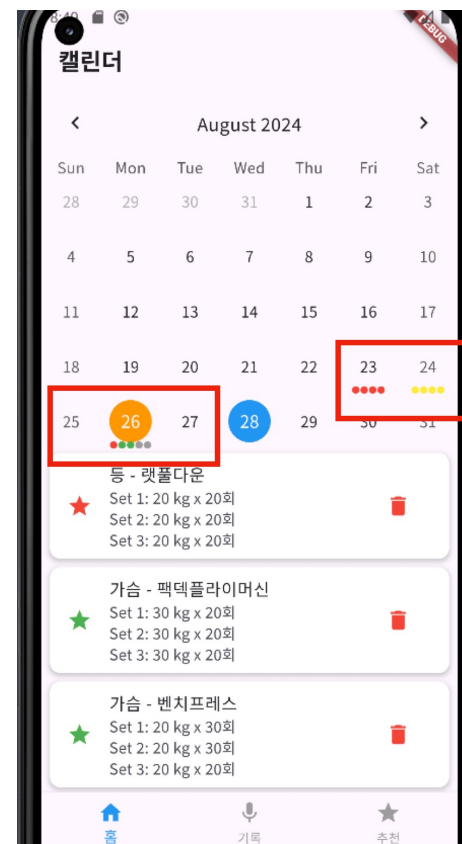 8:40
DEBUG
캘린더
August 2024
Sun Mon Tue Wed Thu Fri Sat
28 29 30 31 1 2 3
4 5 6 7 8 9 10
11 12 13 14 15 16 17
18 19 20 21 22 23 24
25 26 27 28 29 30 31
등 - 랫풀다운
Set 1: 20 kg x 20회
Set 2: 20 kg x 20회
Set 3: 20 kg x 20회
가슴 - 팩덱플라이머신
Set 1: 30 kg x 20회
Set 2: 30 kg x 20회
Set 3: 30 kg x 20회
가슴 - 벤치프레스
Set 1: 20 kg x 30회
Set 2: 20 kg x 30회
Set 3: 20 kg x 20회
홈 기록 추천